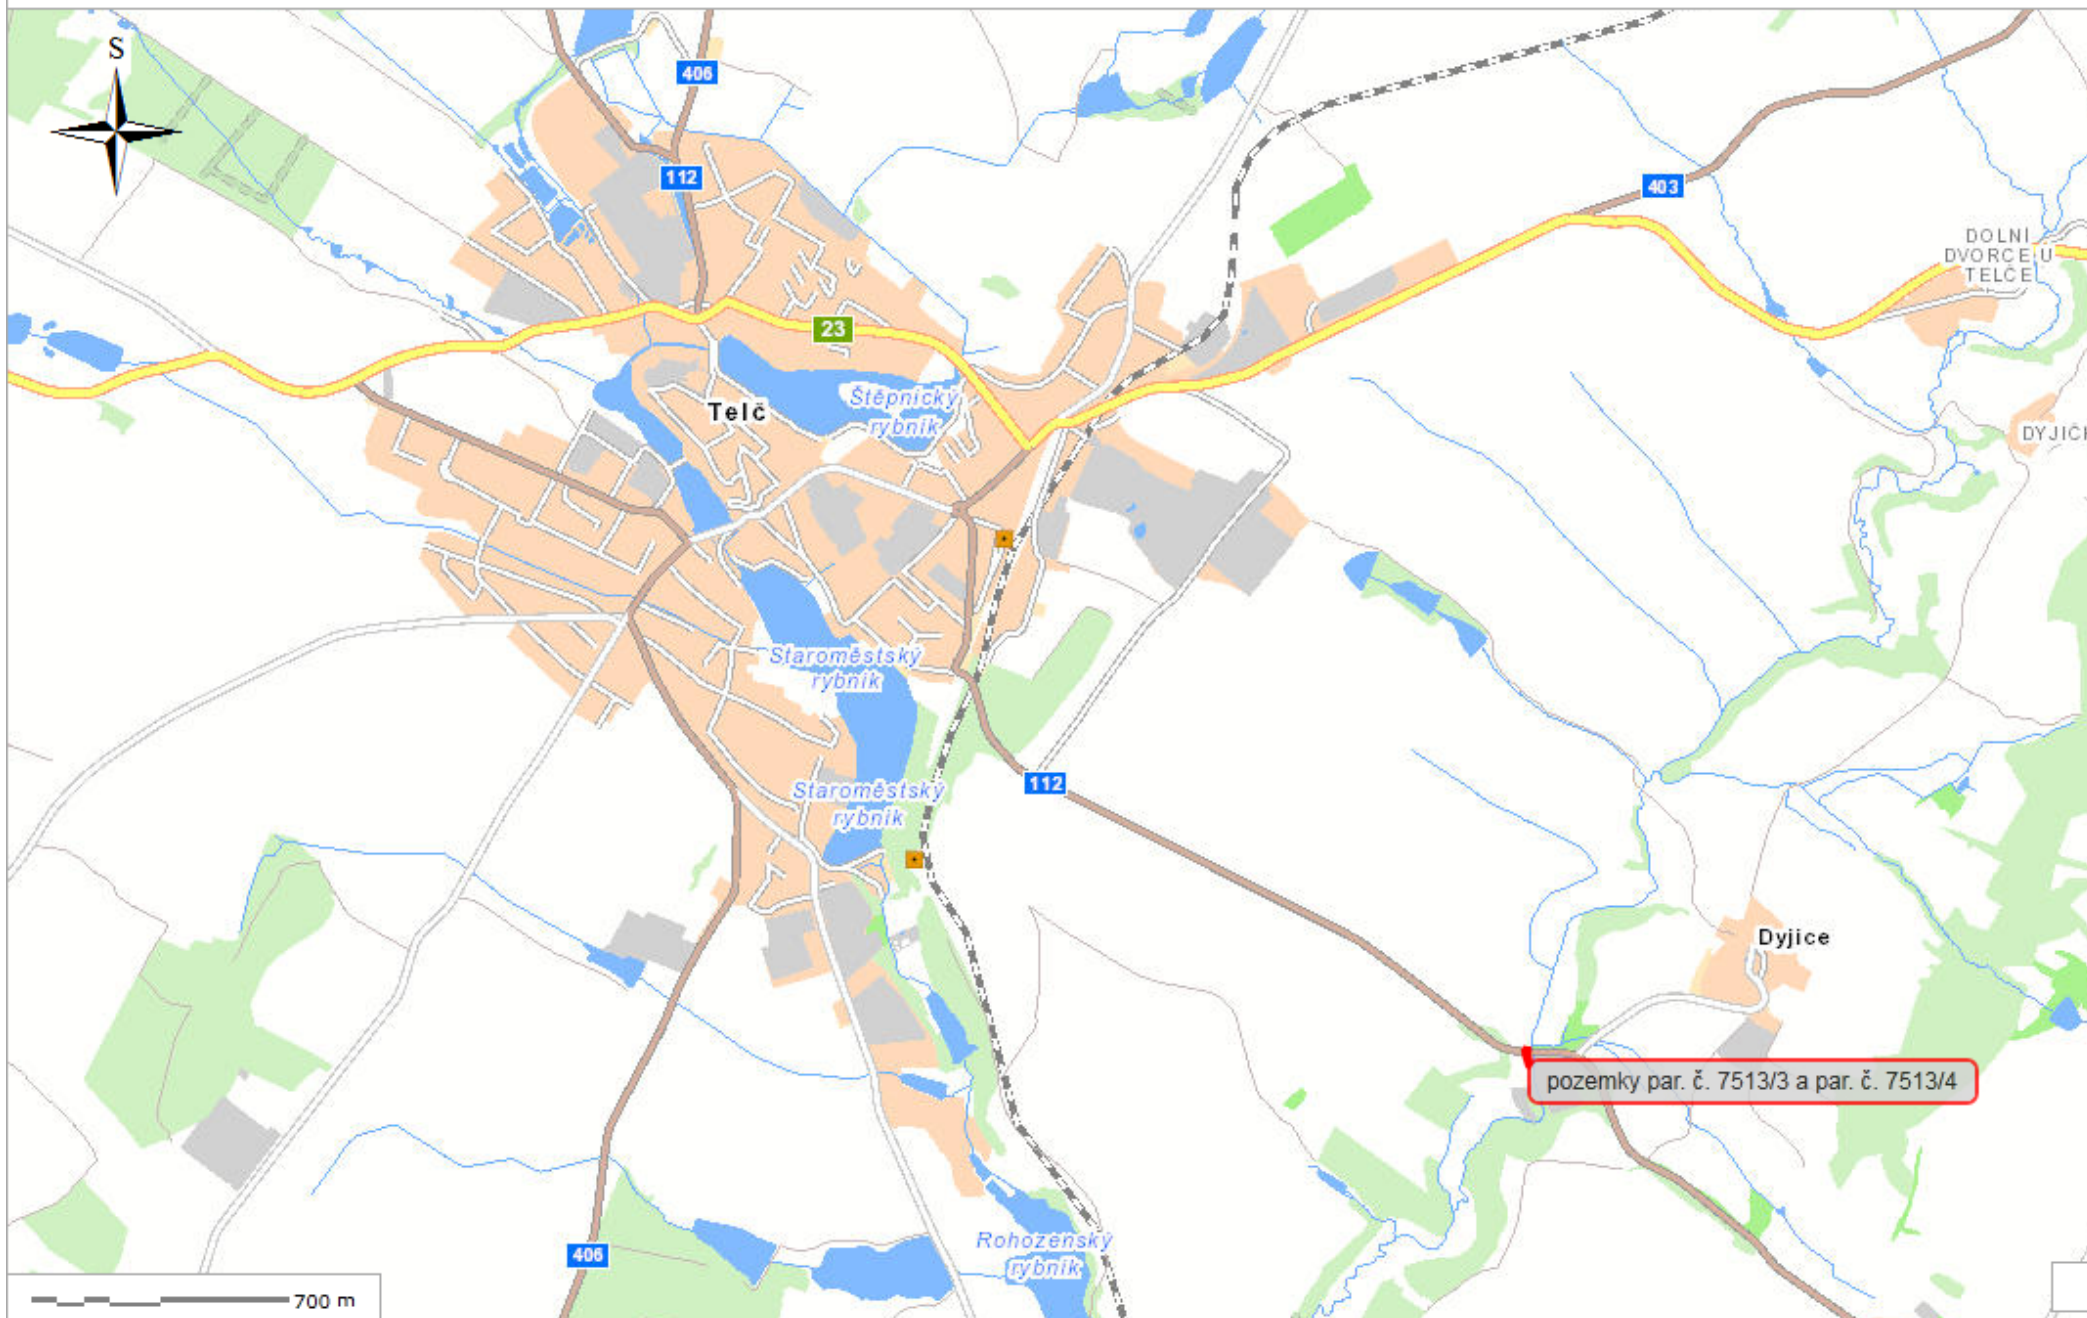 S
406
112
403
DOLNÍ
DVORCE U
TELČE
23
Telč
Štěpnický
rybník
DYJIČK
Staroměstský
rybník
112
Staroměstský
rybník
Dyjice
pozemky par. č. 7513/3 a par. č. 7513/4
Rohozenský
rybník
406
700 m